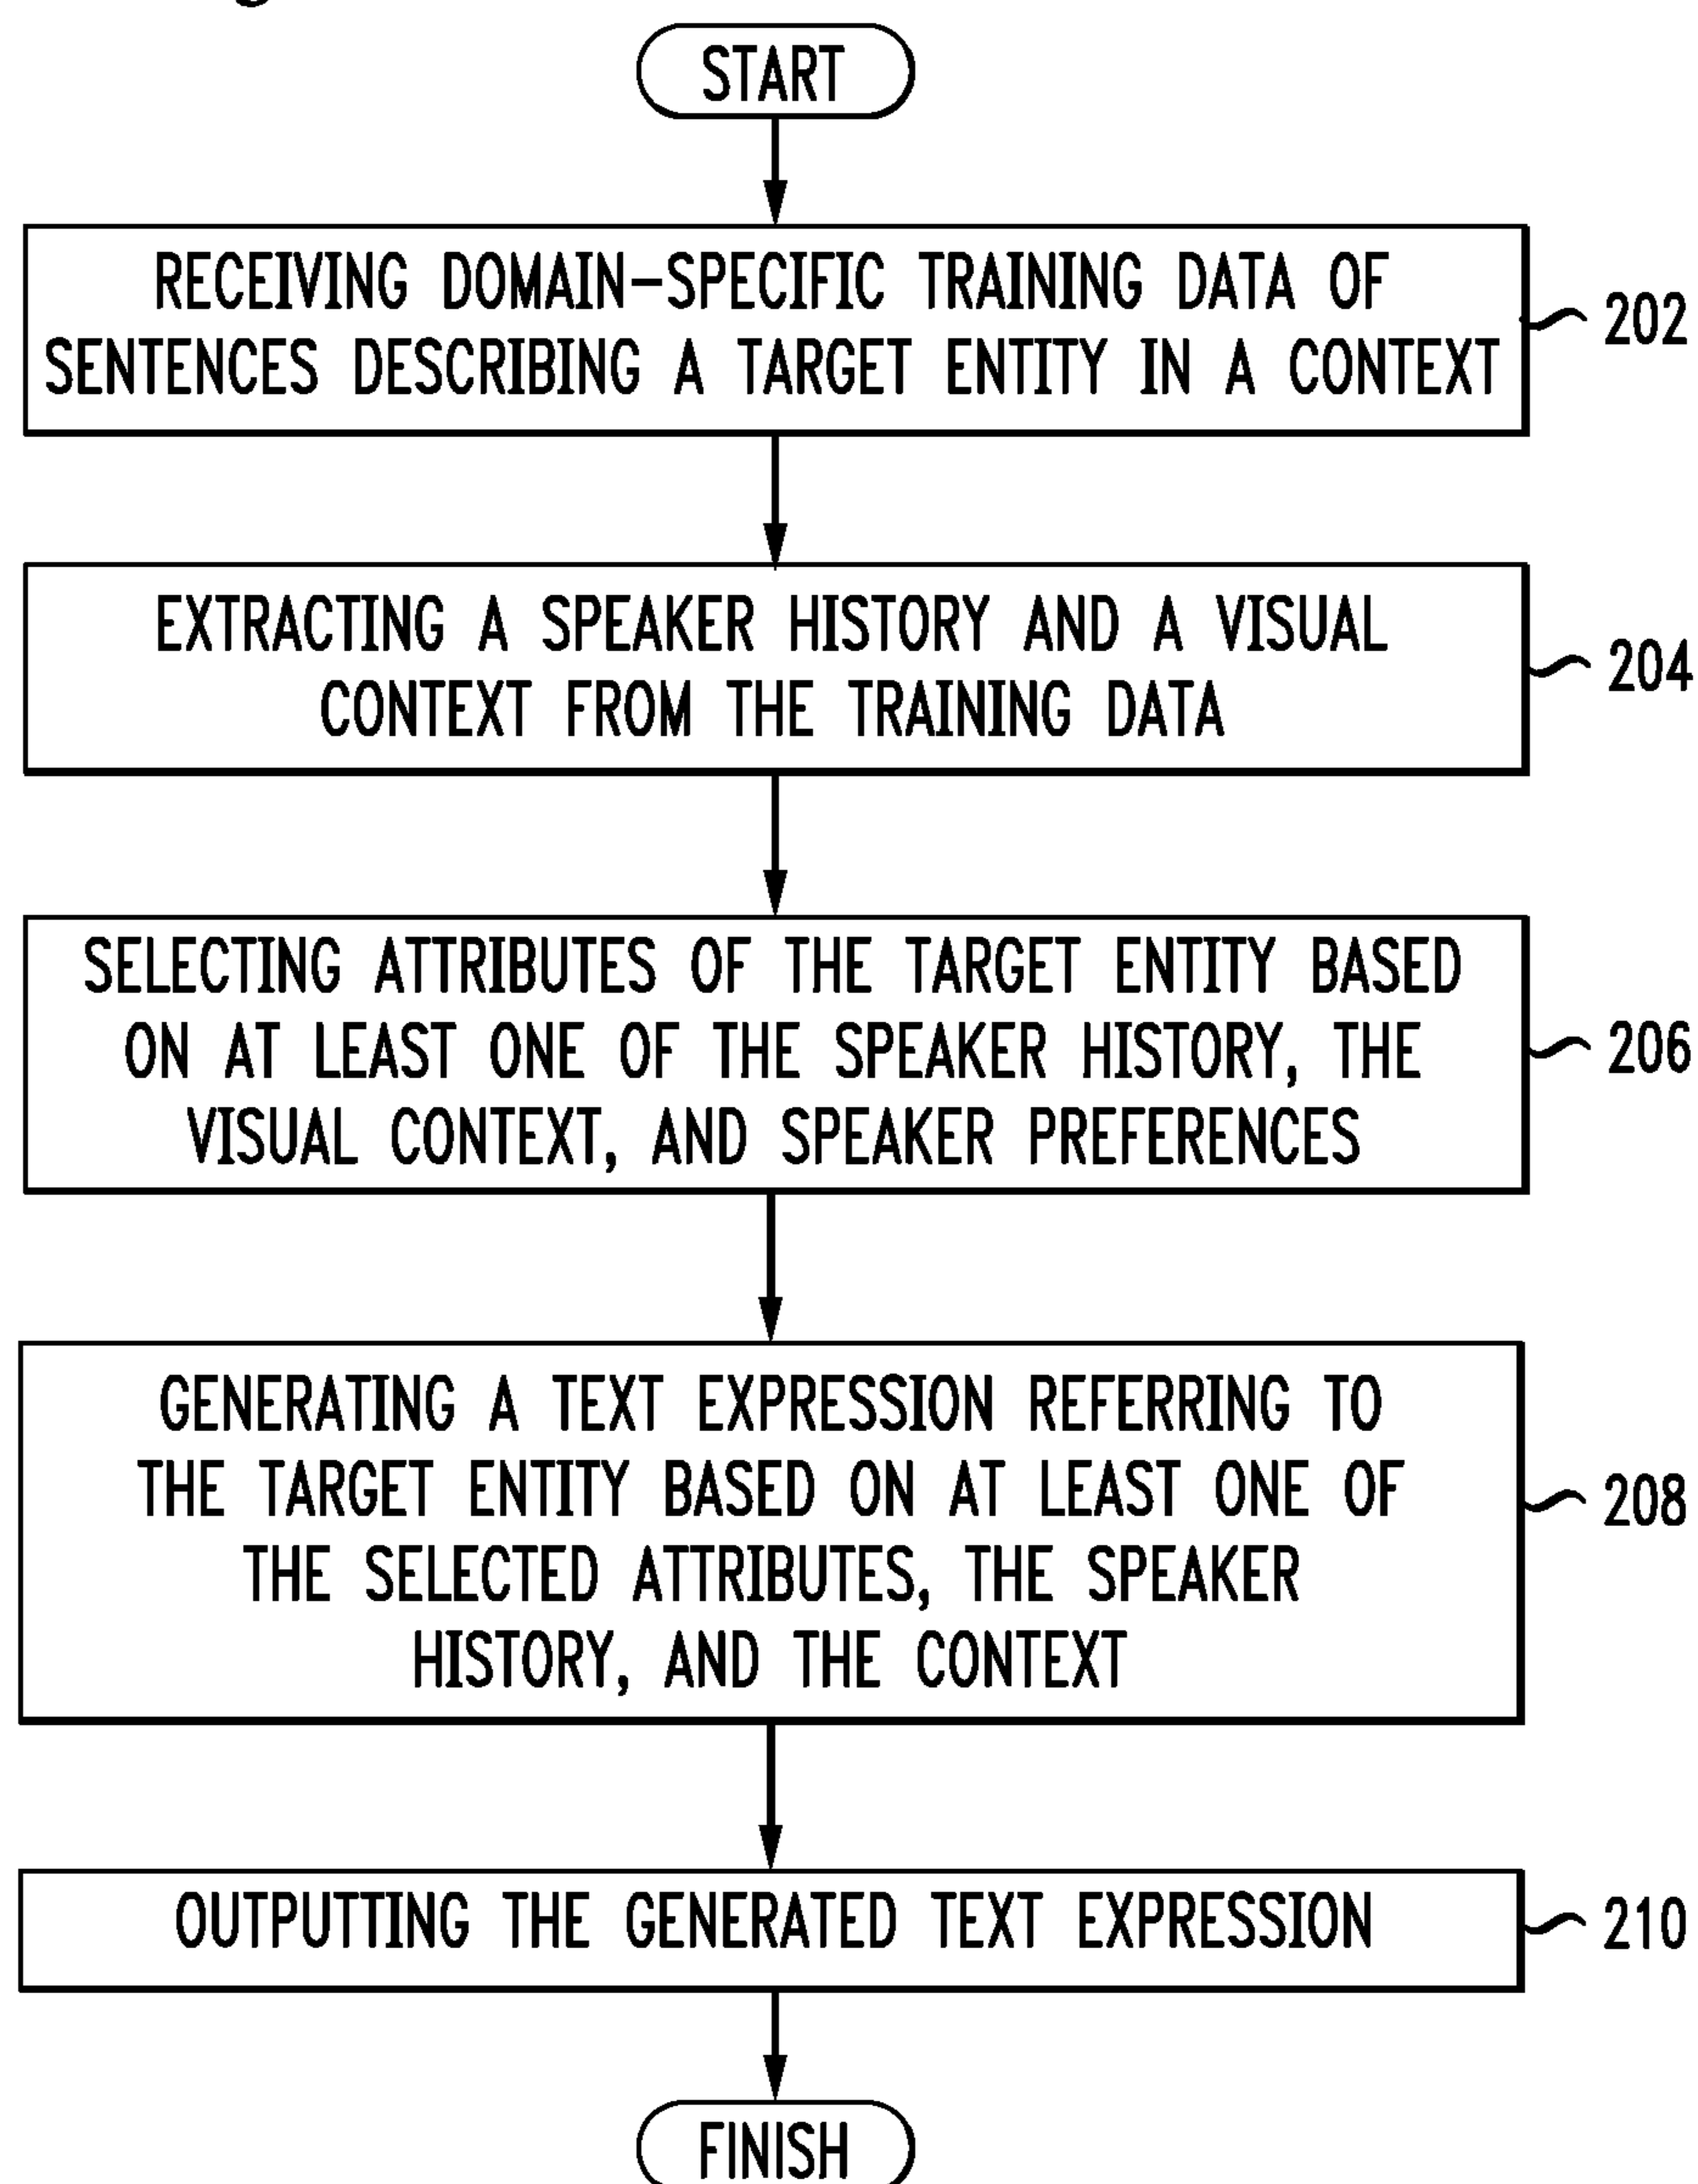 START
RECEIVING DOMAIN-SPECIFIC TRAINING DATA OF
SENTENCES DESCRIBING A TARGET ENTITY IN A CONTEXT
202
EXTRACTING A SPEAKER HISTORY AND A VISUAL
CONTEXT FROM THE TRAINING DATA
204
SELECTING ATTRIBUTES OF THE TARGET ENTITY BASED
ON AT LEAST ONE OF THE SPEAKER HISTORY, THE
VISUAL CONTEXT, AND SPEAKER PREFERENCES
206
GENERATING A TEXT EXPRESSION REFERRING TO
THE TARGET ENTITY BASED ON AT LEAST ONE OF
THE SELECTED ATTRIBUTES, THE SPEAKER
HISTORY, AND THE CONTEXT
208
OUTPUTTING THE GENERATED TEXT EXPRESSION
210
FINISH